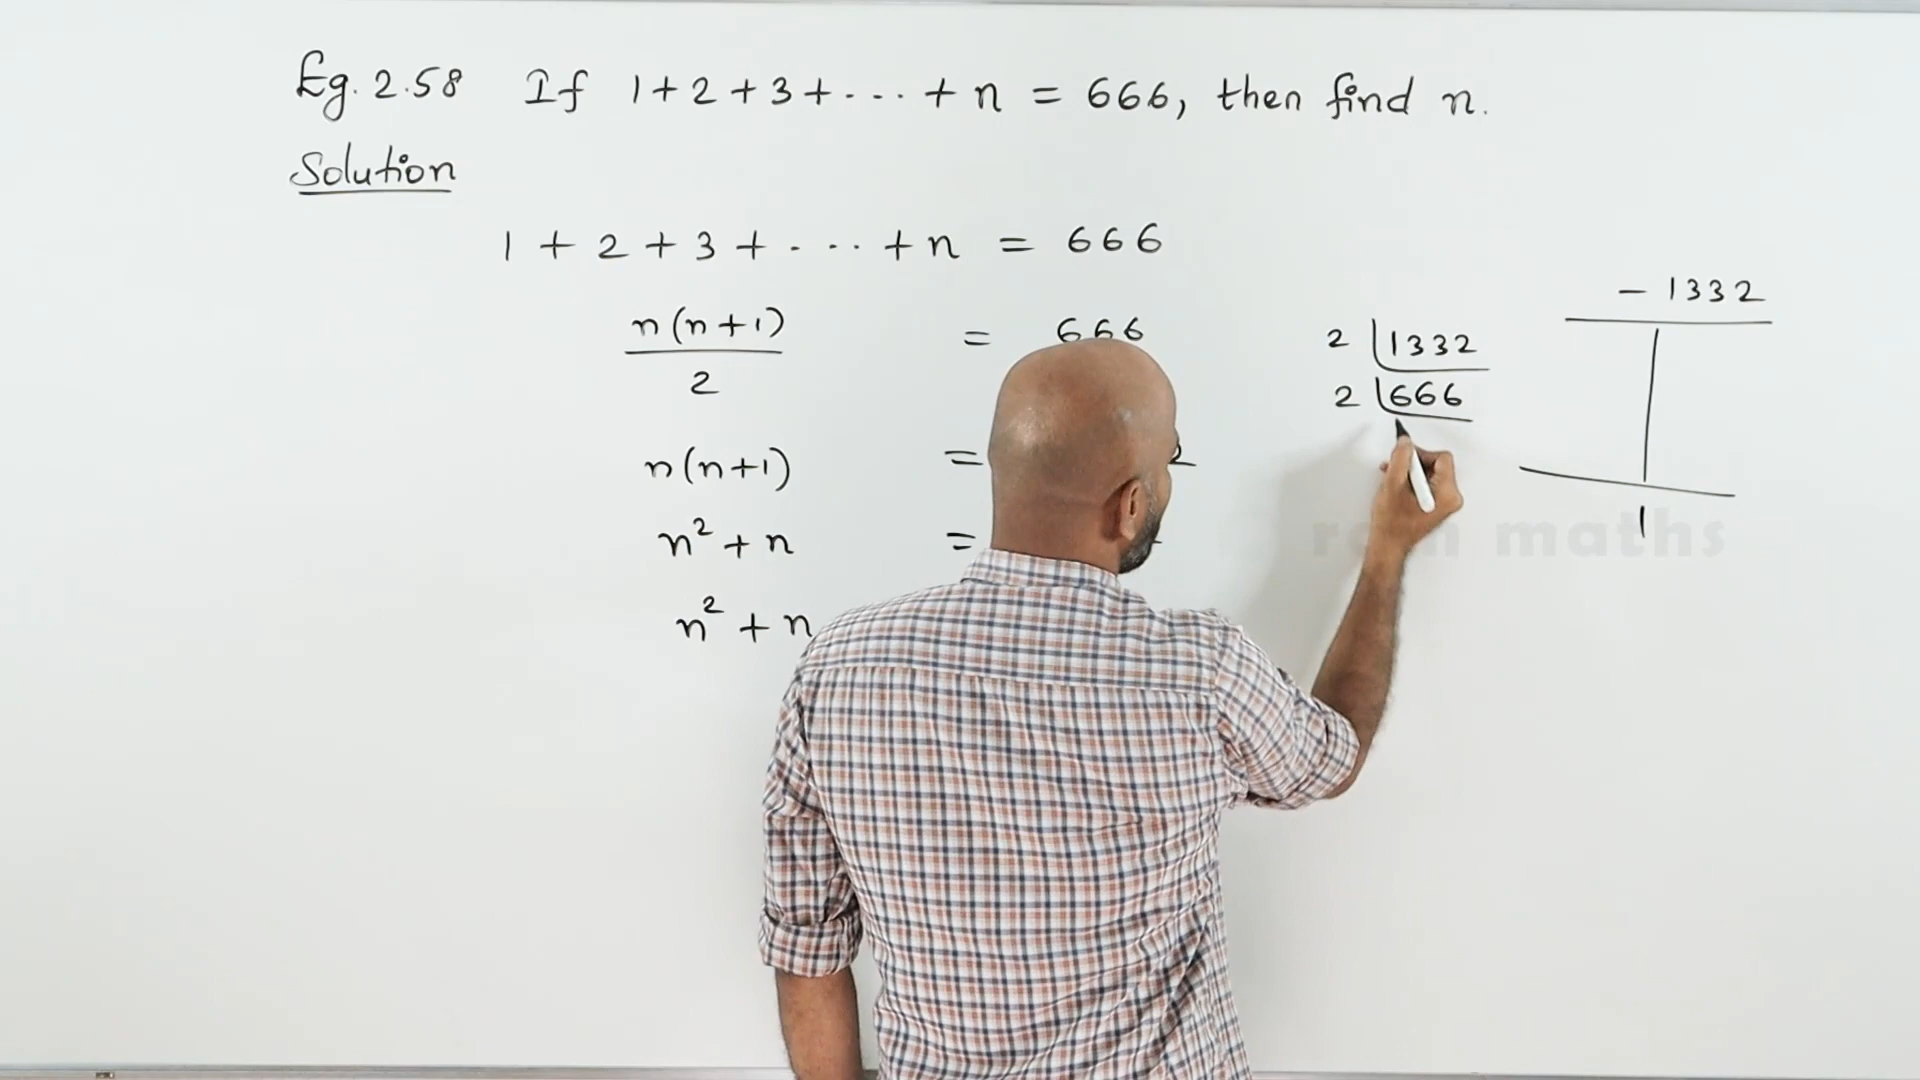 Eg. 2.58 If 1+2+3+...+n = 666, then find n.
Solution
1 + 2 + 3 + . . . + n = 666
n(n+1)
2
= 666
n(n+1) =
n² + n =
n² + n
2 1332
2 666
- 1332
1
maths